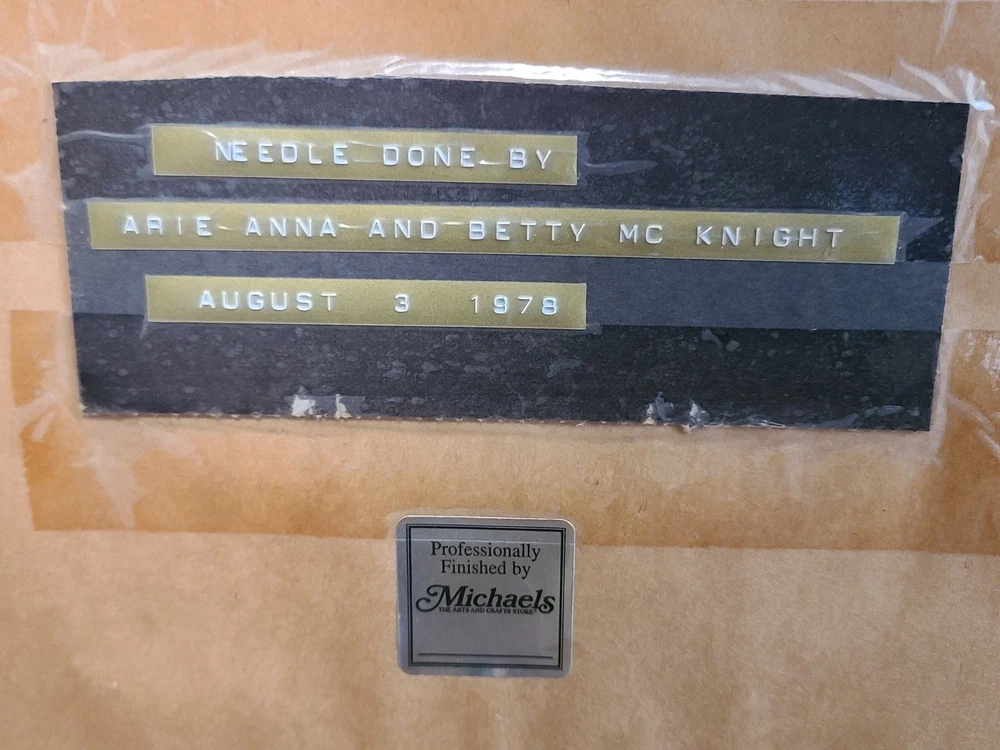 NEEDLE DONE BY
ARIE ANNA AND BETTY MC KNIGHT
AUGUST 3 1978
Professionally
Finished by
Michaels
THE ARTS AND CRAFTS STORE